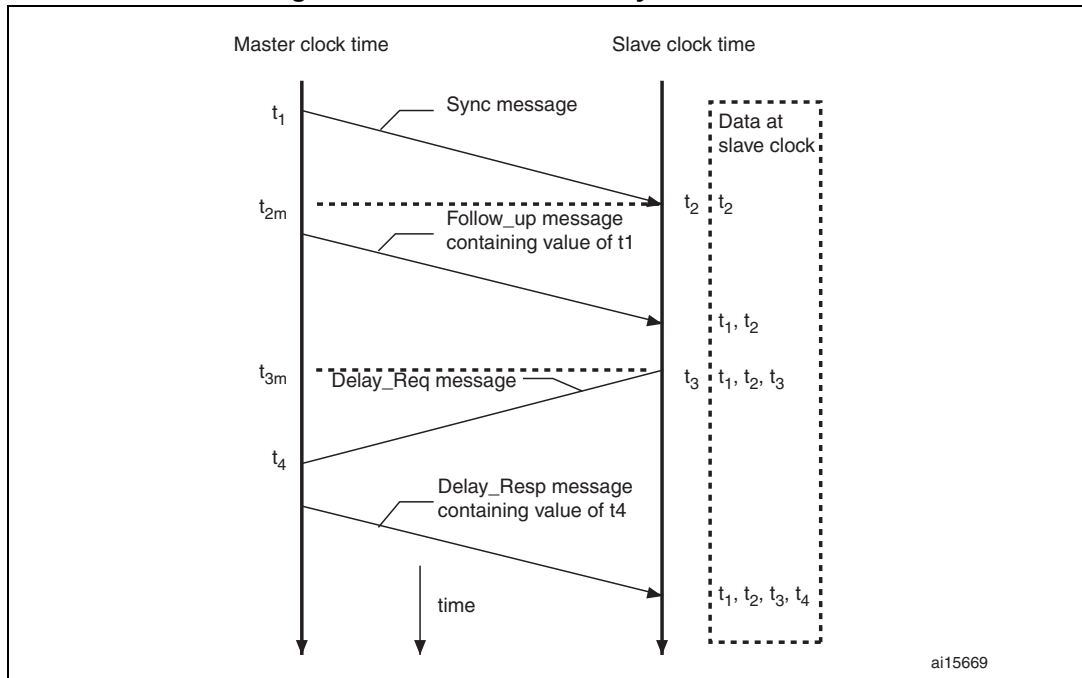 Master clock time
Slave clock time
t1
Sync message
Data at
slave clock
t2m
t2
t2
Follow_up message
containing value of t1
t1, t2
t3m
Delay_Req message
t3
t1, t2, t3
t4
Delay_Resp message
containing value of t4
t1, t2, t3, t4
time
ai15669